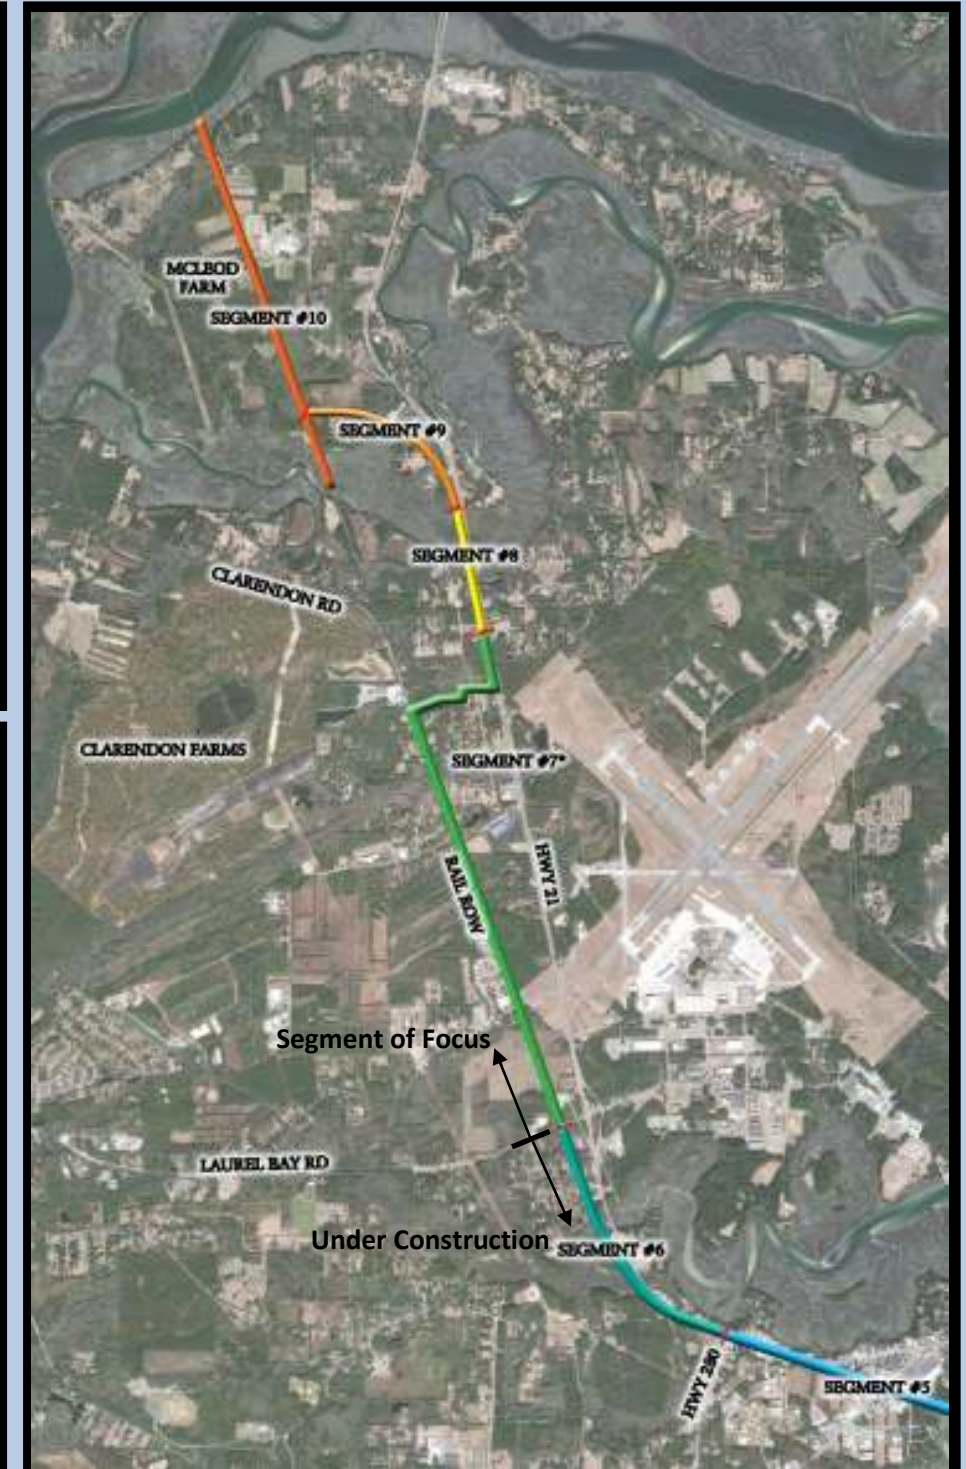 MCLEOD
FARM
SEGMENT #10
SEGMENT #9
SEGMENT #8
CLARENDON RD
CLARENDON FARMS
SEGMENT #7*
HWY 21
RAIL ROW
Segment of Focus
LAUREL BAY RD
Under Construction
SEGMENT #6
HWY 280
SEGMENT #5